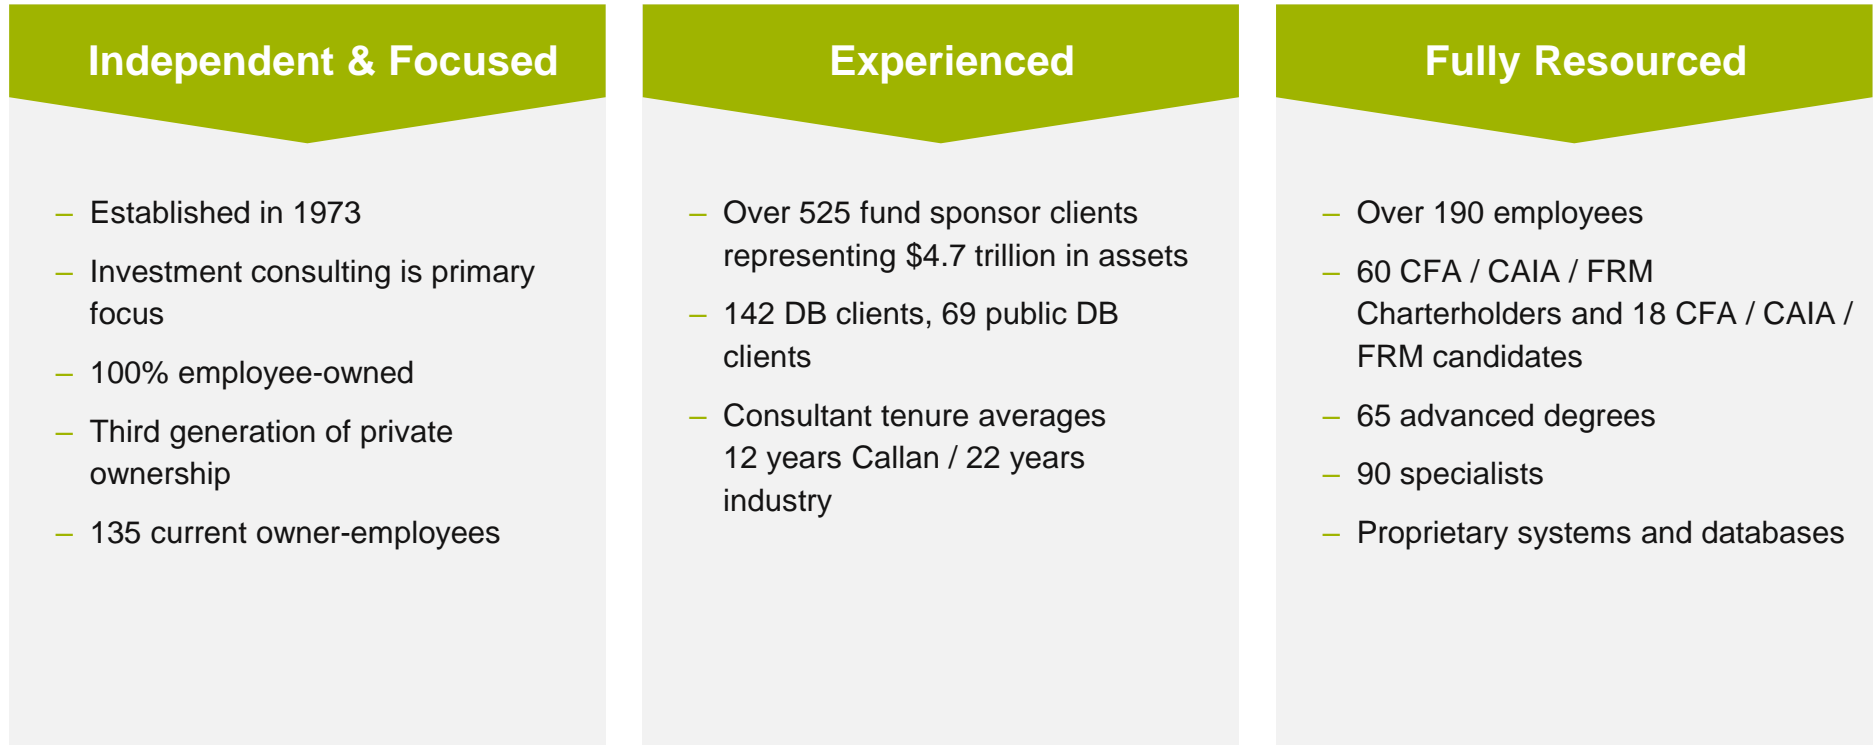 Independent & Focused
– Established in 1973
– Investment consulting is primary
focus
– 100% employee-owned
– Third generation of private
ownership
– 135 current owner-employees
Experienced
– Over 525 fund sponsor clients
representing $4.7 trillion in assets
– 142 DB clients, 69 public DB
clients
– Consultant tenure averages
12 years Callan / 22 years
industry
Fully Resourced
– Over 190 employees
– 60 CFA / CAIA / FRM
Charterholders and 18 CFA / CAIA /
FRM candidates
– 65 advanced degrees
– 90 specialists
– Proprietary systems and databases